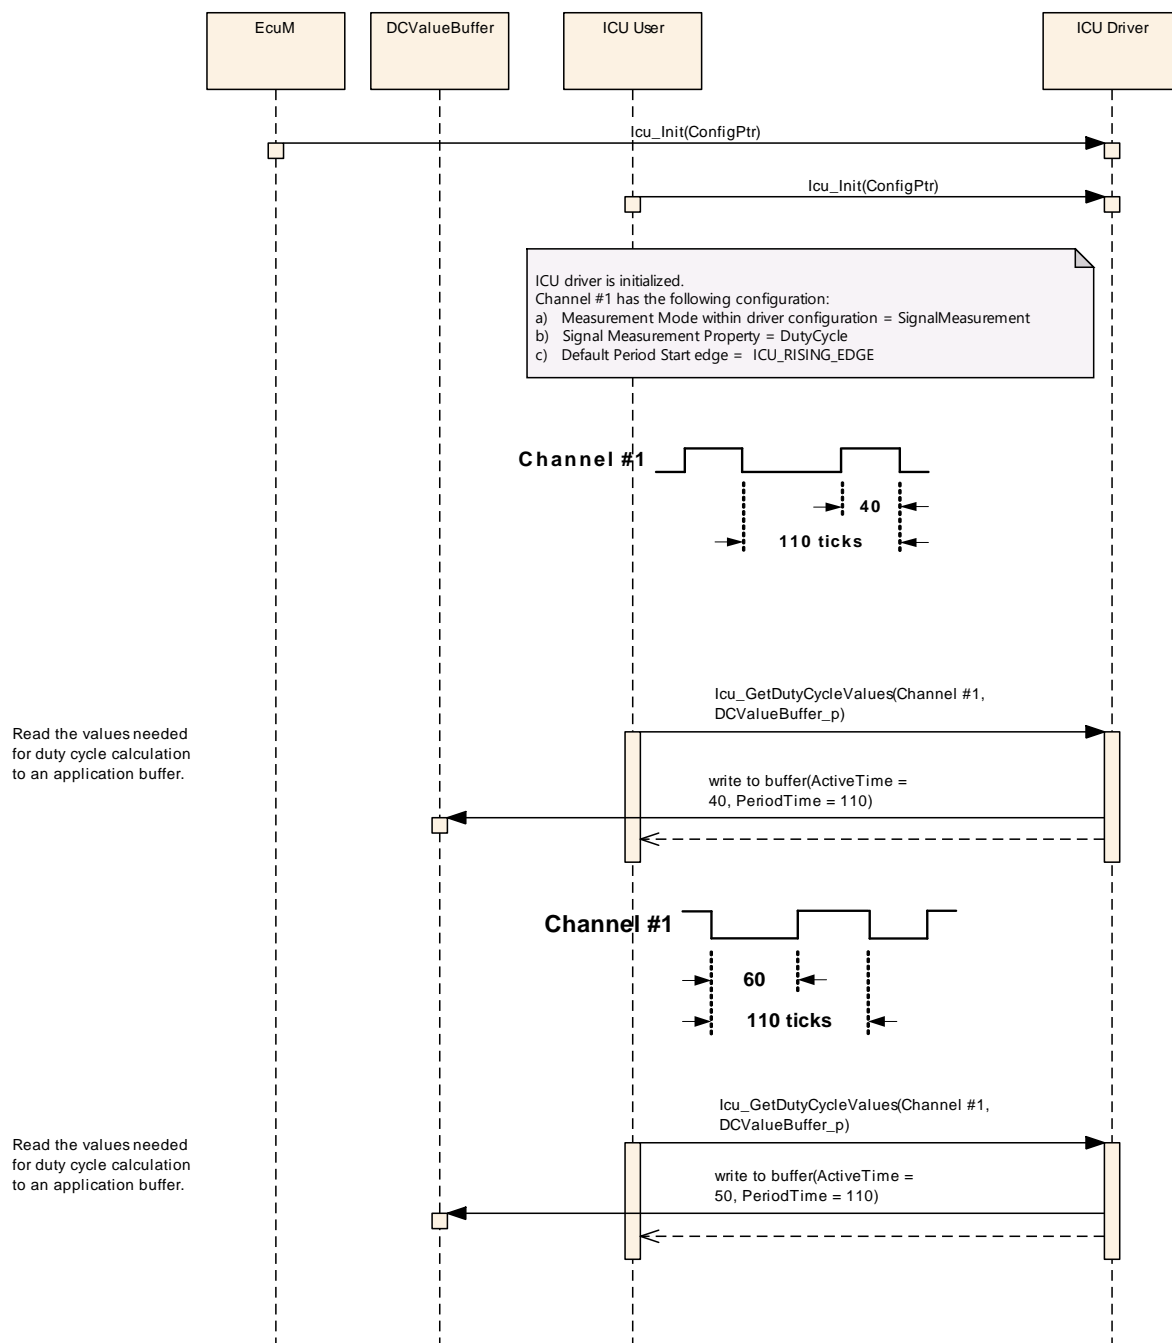 EcuM
DCValueBuffer
ICU User
ICU Driver
Icu_Init(ConfigPtr)
Icu_Init(ConfigPtr)
ICU driver is initialized.
Channel #1 has the following configuration:
a) Measurement Mode within driver configuration = SignalMeasurement
b) Signal Measurement Property = DutyCycle
c) Default Period Start edge = ICU_RISING_EDGE
Channel #1
40
110 ticks
Icu_GetDutyCycleValues(Channel #1,
DCValueBuffer_p)
Read the values needed
for duty cycle calculation
to an application buffer.
write to buffer(ActiveTime =
40, PeriodTime = 110)
Channel #1
60
110 ticks
Icu_GetDutyCycleValues(Channel #1,
DCValueBuffer_p)
Read the values needed
for duty cycle calculation
to an application buffer.
write to buffer(ActiveTime =
50, PeriodTime = 110)